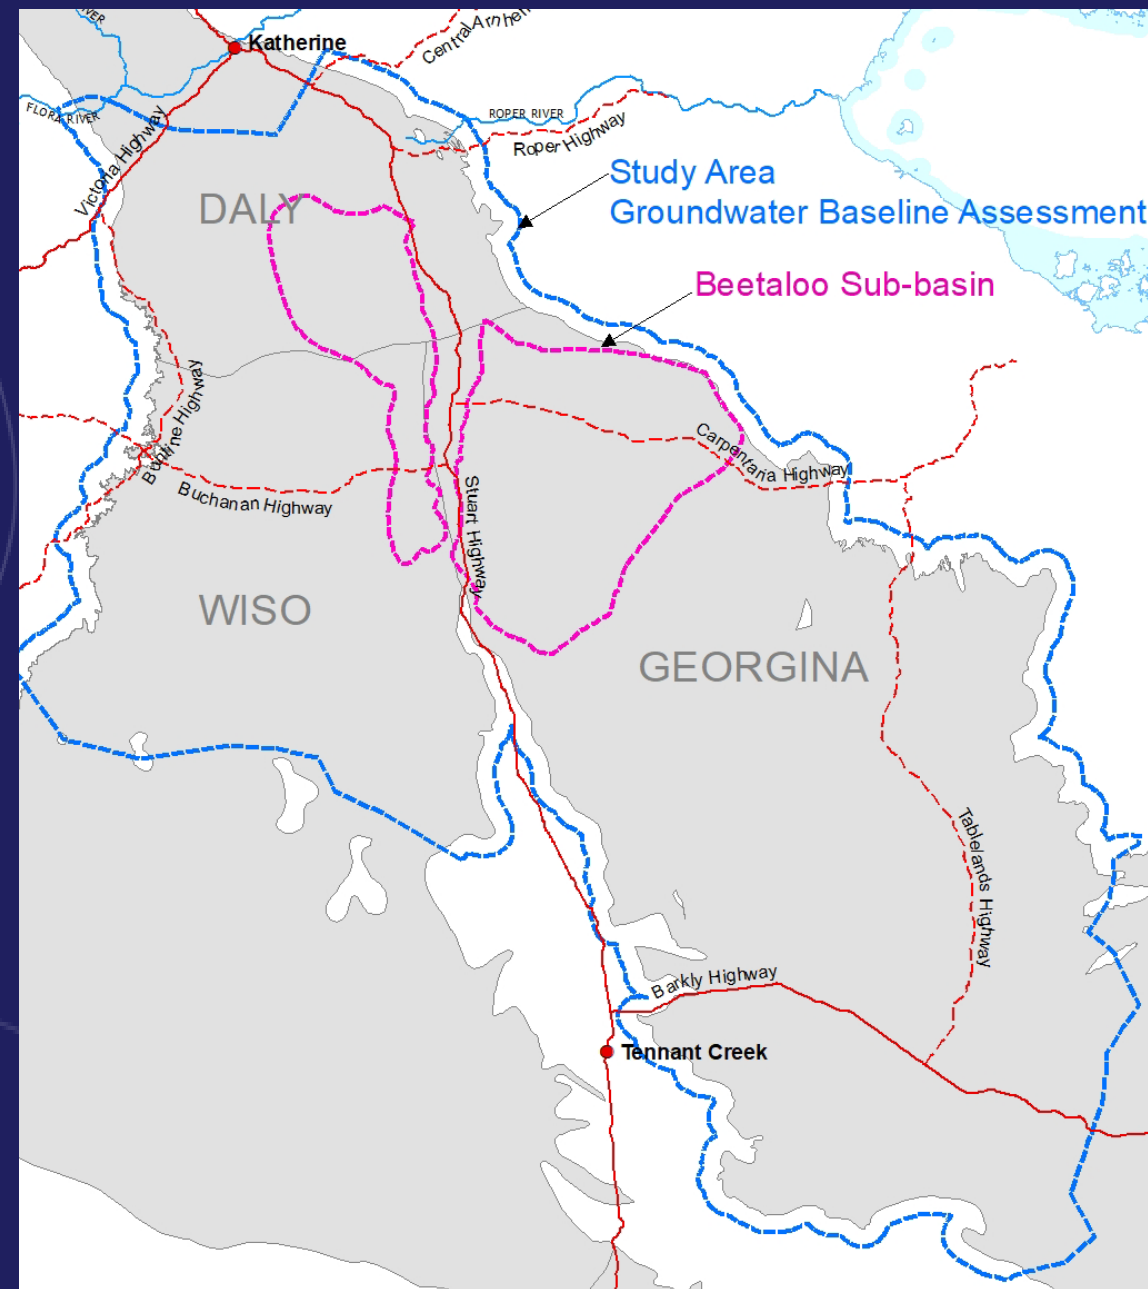 RIVER
Katherine
Central Arnhem
FLORA RIVER
ROPER RIVER
Roper Highway
Victoria Highway
Study Area
Groundwater Baseline Assessment
DALY
Beetaloo Sub-basin
Buntine Highway
Carpentaria Highway
Buchanan Highway
Stuart Highway
WISO
GEORGINA
Tablelands Highway
Barkly Highway
Tennant Creek